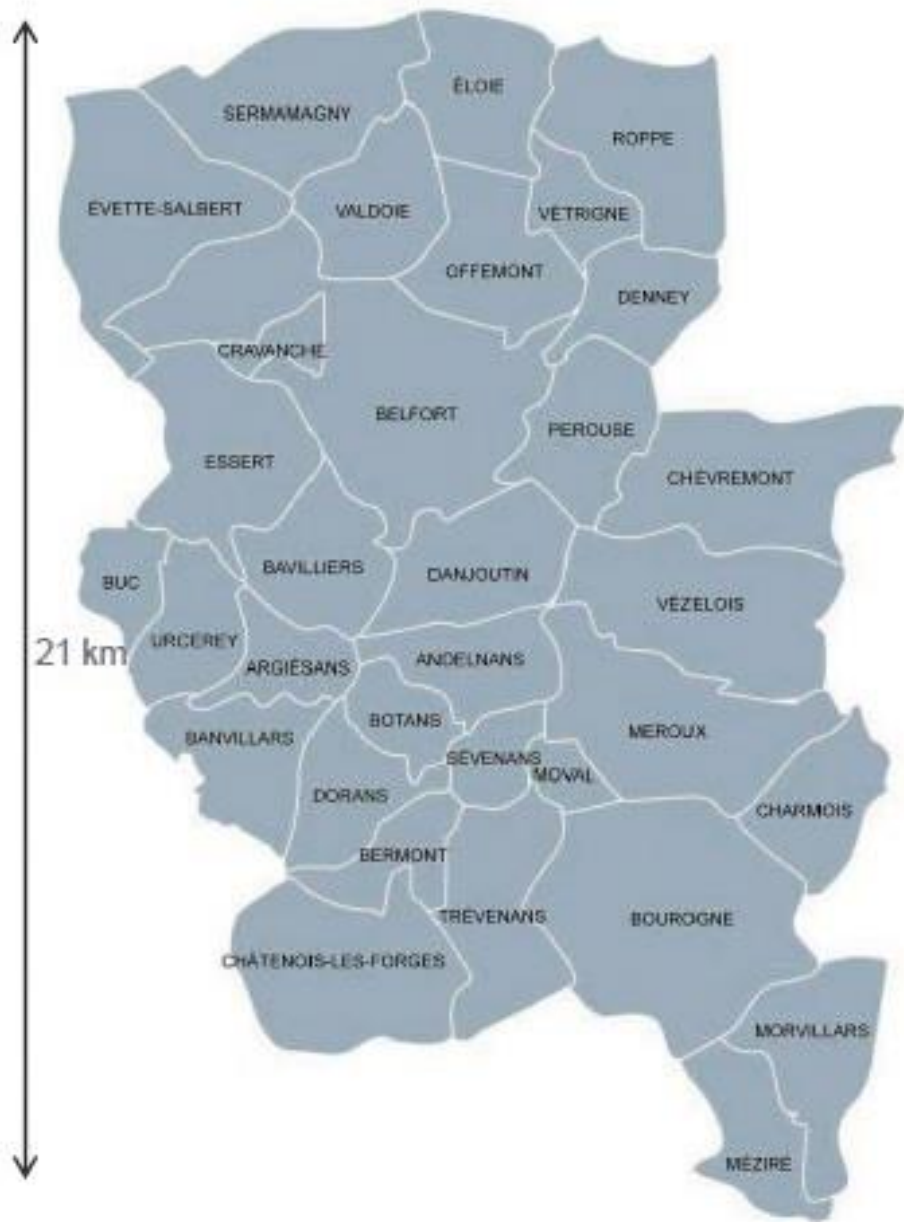 ÉLOIE
SERMAMAGNY
ROPPE
ÉVETTE-SALBERT
VALDOIE
VÉTRIGNE
OFFEMONT
DENNEY
CRAVANCHE
BELFORT
PEROUSE
ESSERT
CHÈVREMONT
BAVILLIERS
DANJOUTIN
BUC
VÉZELOIS
URCEREY
21 km
ARGIÉSANS
ANDELNANS
BOTANS
BANVILLARS
MEROUX
SÉVENANS
MOVAL
DORANS
CHARMOIS
BERMONT
TRÉVENANS
BOUROGNE
CHÂTENOIS-LES-FORGES
MORVILLARS
MÉZIRÉ